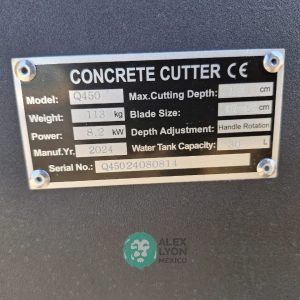 CONCRETE CUTTER CE
Model: Q450 Max.Cutting Depth: cm
Weight: 113 kg Blade Size: cm
Power: 8.2 kW Depth Adjustment: Handle Rotation
Manuf.Yr. 2024 Water Tank Capacity: L
Serial No.: Q45024080814
ALEX
LYON
MEXICO